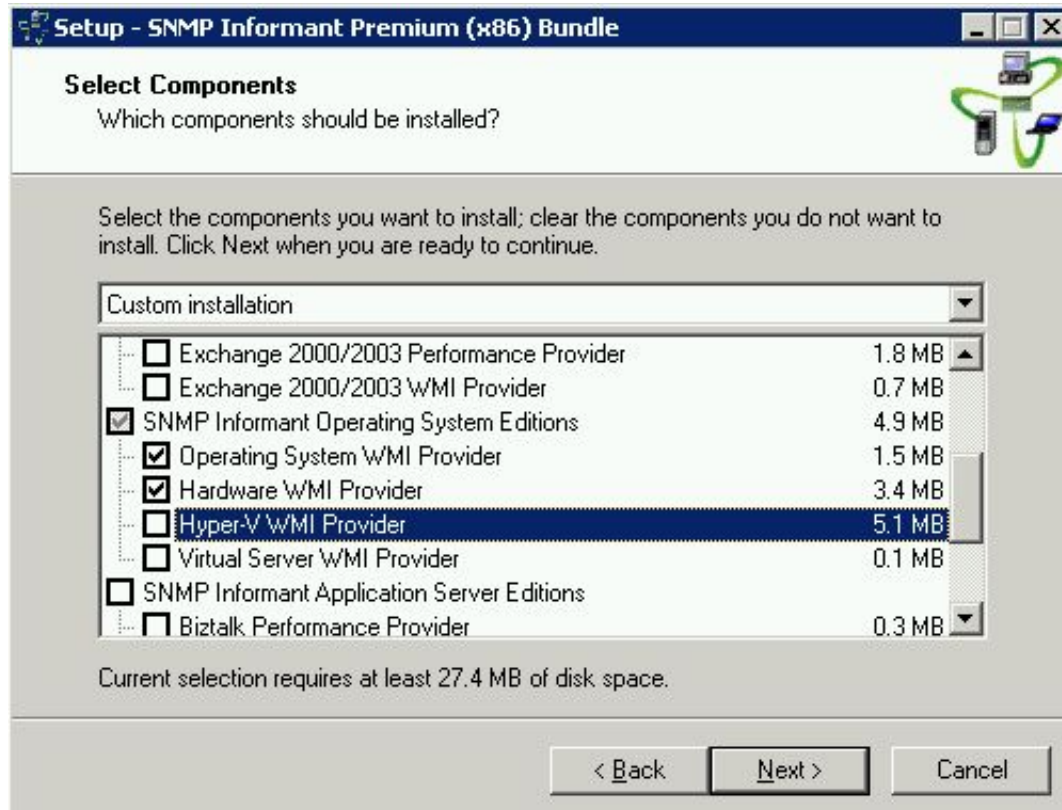 Setup - SNMP Informant Premium (x86) Bundle
Select Components
Which components should be installed?
Select the components you want to install; clear the components you do not want to
install. Click Next when you are ready to continue.
Custom installation
Exchange 2000/2003 Performance Provider 1.8 MB
Exchange 2000/2003 WMI Provider 0.7 MB
SNMP Informant Operating System Editions 4.9 MB
Operating System WMI Provider 1.5 MB
Hardware WMI Provider 3.4 MB
Hyper-V WMI Provider 5.1 MB
Virtual Server WMI Provider 0.1 MB
SNMP Informant Application Server Editions
Biztalk Performance Provider 0.3 MB
Current selection requires at least 27.4 MB of disk space.
< Back Next > Cancel